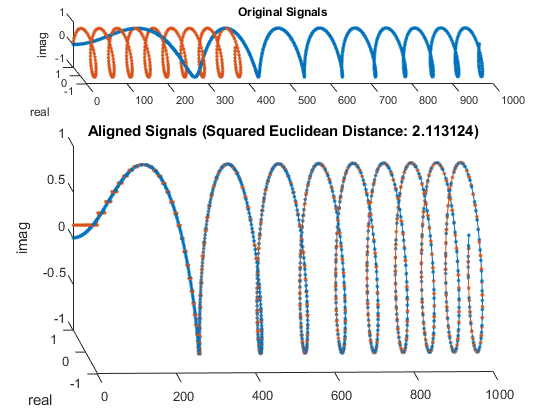 Original Signals
1
0
-1
imag
1
0
-1
real
0 100 200 300 400 500 600 700 800 900 1000
Aligned Signals (Squared Euclidean Distance: 2.113124)
1
0.5
0
-0.5
-1
imag
1
0
-1
real
0 200 400 600 800 1000